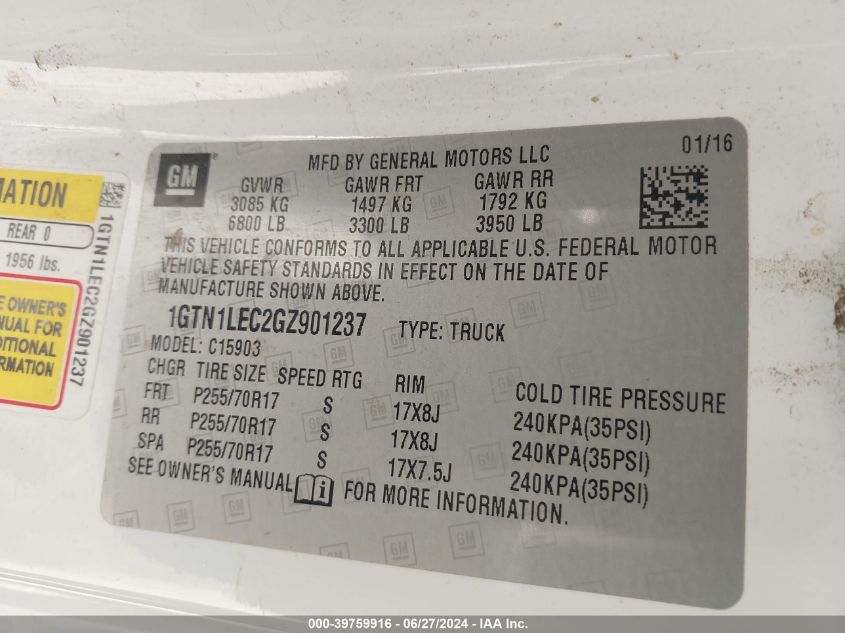 MATION
REAR 0
1956 lbs.
E OWNER'S
NUAL FOR
DITIONAL
RMATION
1GTN1LEC2GZ901237
GM
MFD BY GENERAL MOTORS LLC
01/16
GVWR GAWR FRT GAWR RR
3085 KG 1497 KG 1792 KG
6800 LB 3300 LB 3950 LB
THIS VEHICLE CONFORMS TO ALL APPLICABLE U.S. FEDERAL MOTOR
VEHICLE SAFETY STANDARDS IN EFFECT ON THE DATE OF
MANUFACTURE SHOWN ABOVE.
1GTN1LEC2GZ901237 TYPE: TRUCK
MODEL: C15903
CHGR TIRE SIZE SPEED RTG RIM COLD TIRE PRESSURE
FRT P255/70R17 S 17X8J 240KPA(35PSI)
RR P255/70R17 S 17X8J 240KPA(35PSI)
SPA P255/70R17 S 17X7.5J 240KPA(35PSI)
SEE OWNER'S MANUAL i FOR MORE INFORMATION.
000-39759916 - 06/27/2024 - IAA Inc.